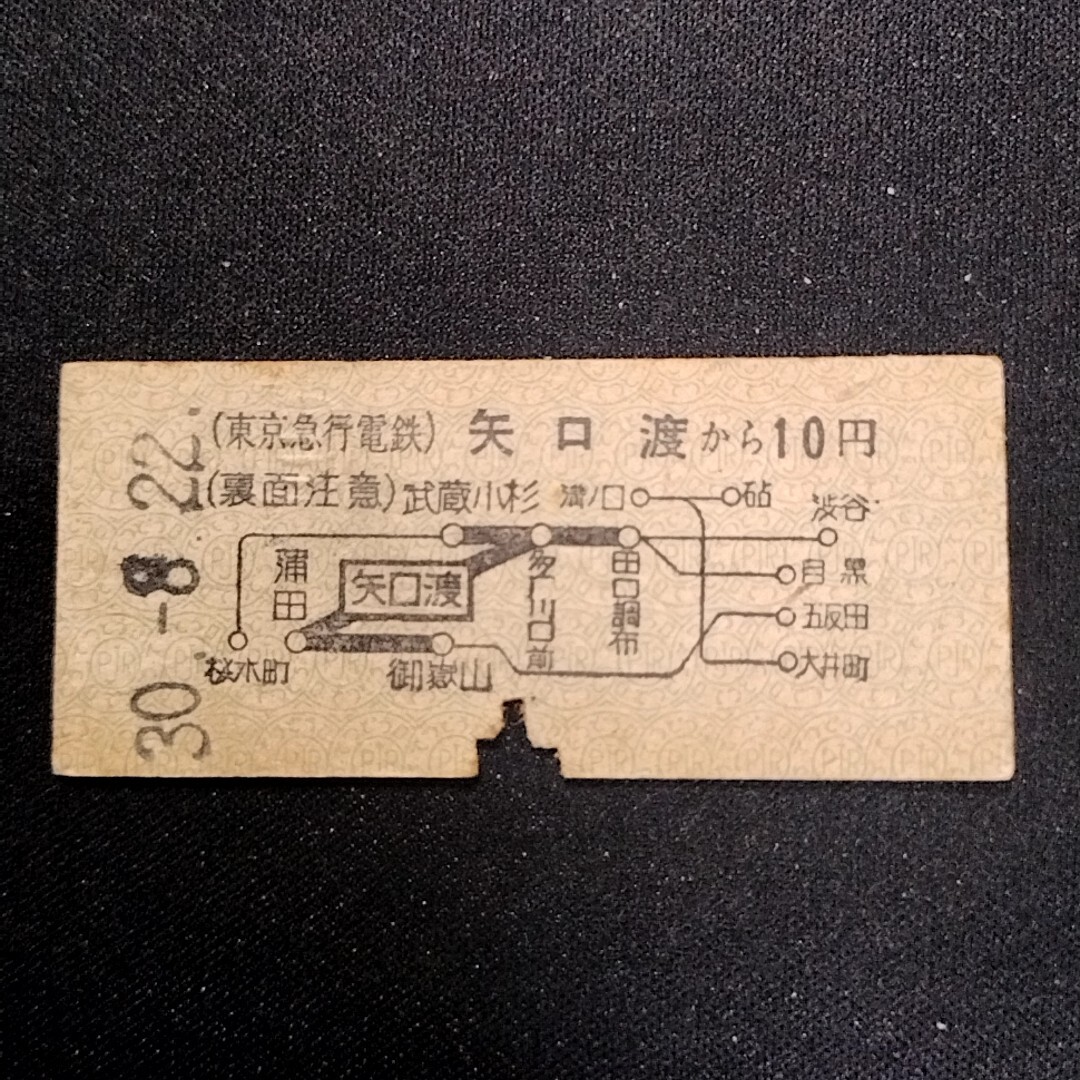 (東京急行電鉄) 矢口渡から10円
(裏面注意)
武蔵小杉
溝ノ口
砧
渋谷
蒲田
矢口渡
多摩川園前
田口調布
目黒
五反田
大井町
桜木町
御嶽山
30.-8.22.